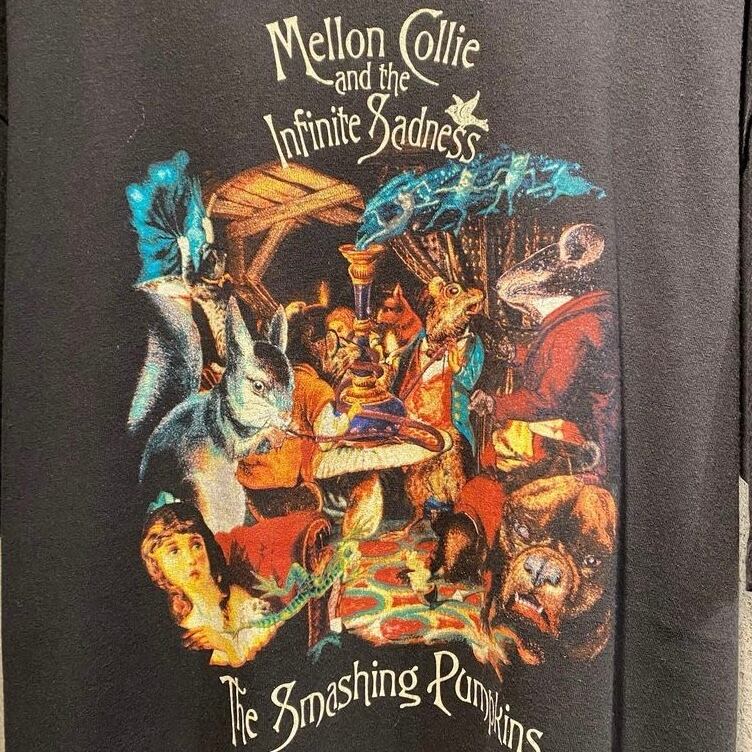 Mellon Collie
and the
Infinite Sadness
The Smashing Pumpkins